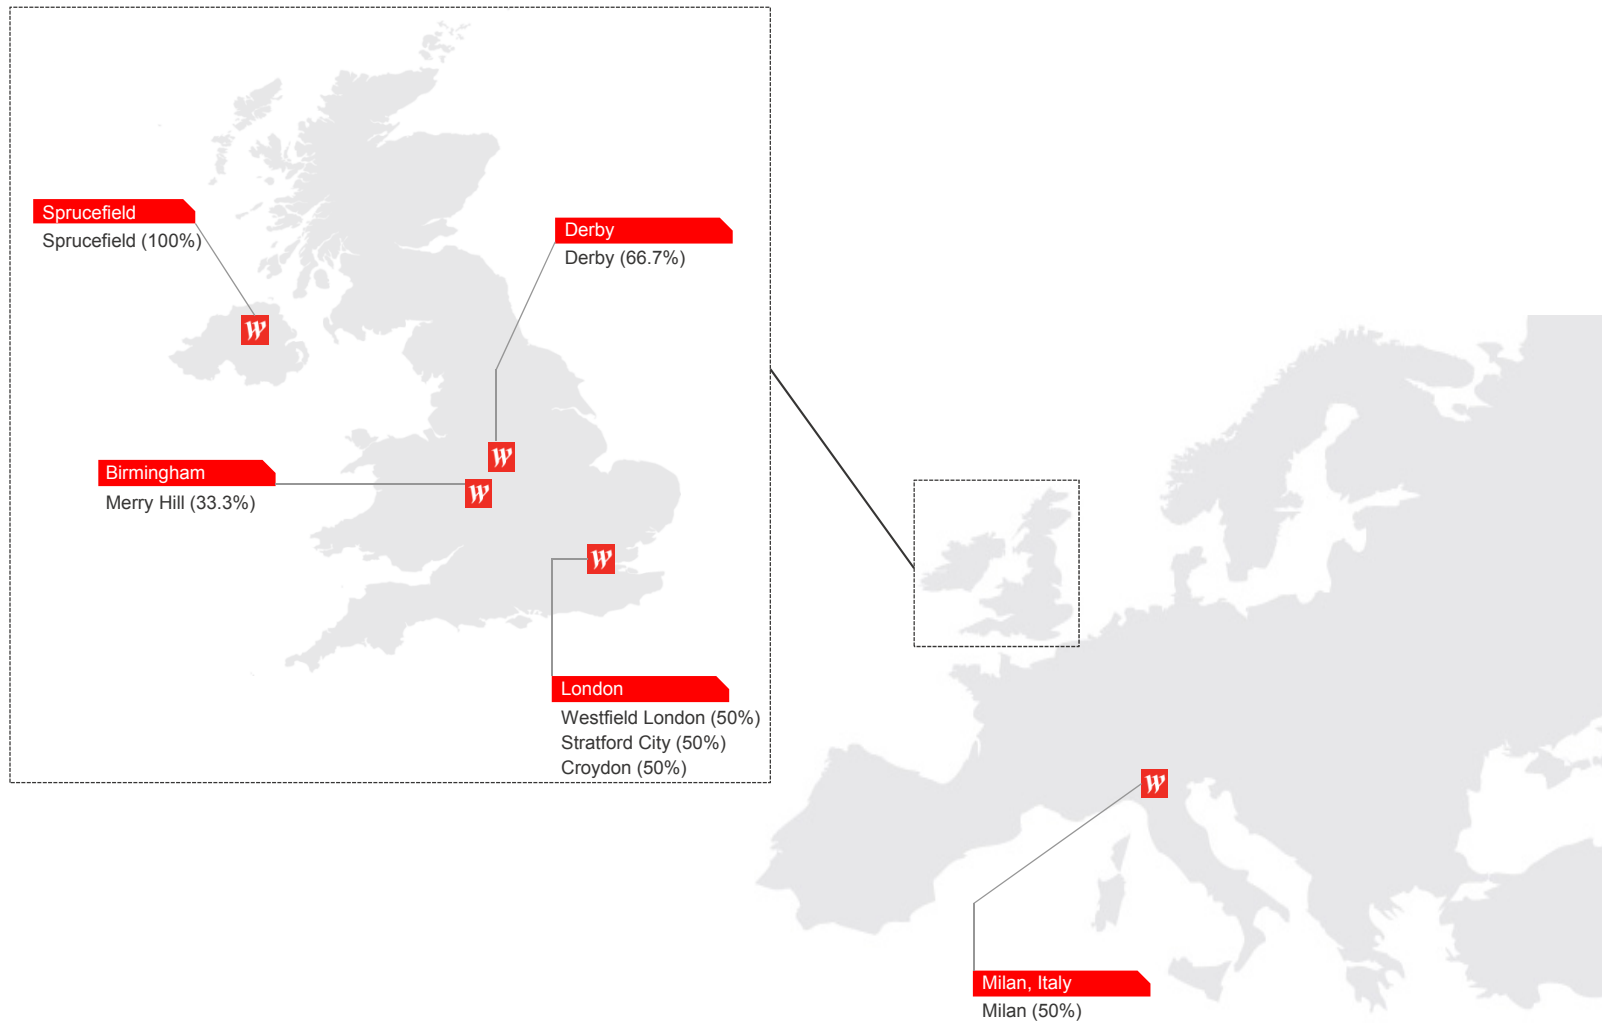 Sprucefield
Sprucefield (100%)
Derby
Derby (66.7%)
W
Birmingham
Merry Hill (33.3%)
W
W
W
London
Westfield London (50%)
Stratford City (50%)
Croydon (50%)
W
Milan, Italy
Milan (50%)